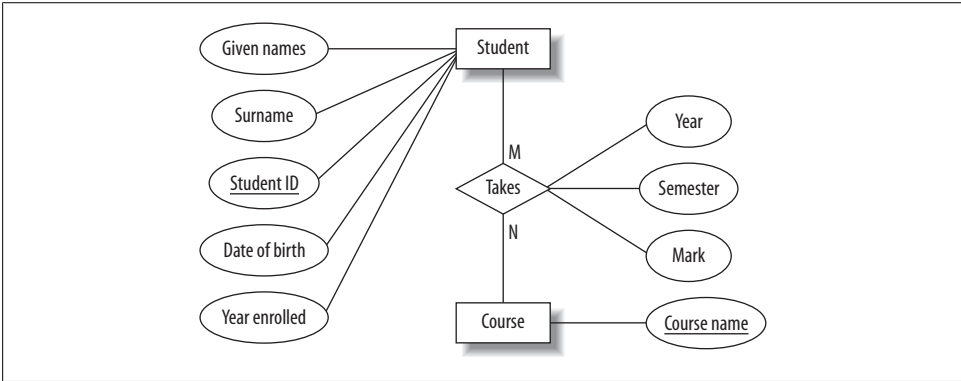 Given names
Student
Surname
Year
M
Student ID
Takes
Semester
N
Date of birth
Mark
Year enrolled
Course
Course name